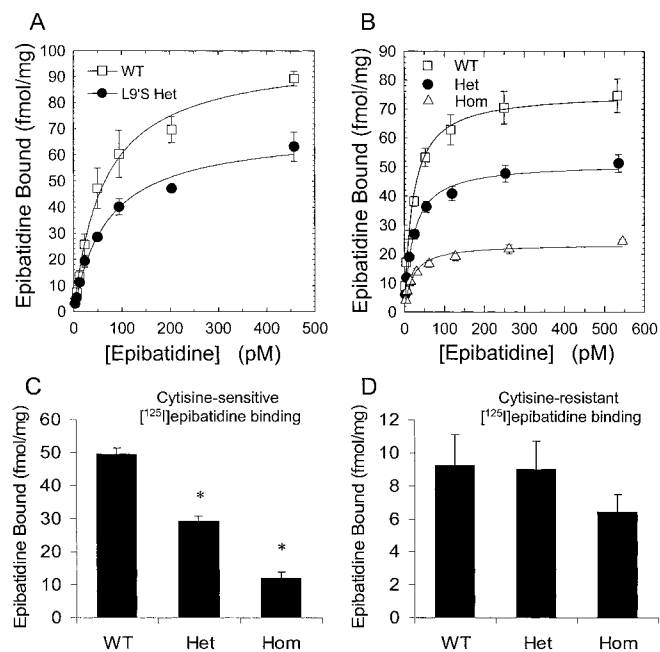 A
Epibatidine Bound (fmol/mg)
100
90
80
70
60
50
40
30
20
10
0
WT
L9'S Het
0 100 200 300 400 500
[Epibatidine] (pM)
B
Epibatidine Bound (fmol/mg)
90
80
70
60
50
40
30
20
10
0
WT
Het
Hom
0 100 200 300 400 500 600
[Epibatidine] (pM)
C
Cytisine-sensitive
[125I]epibatidine binding
Epibatidine Bound (fmol/mg)
60
50
40
30
20
10
0
*
*
WT Het Hom
D
Cytisine-resistant
[125I]epibatidine binding
Epibatidine Bound (fmol/mg)
12
10
8
6
4
2
0
WT Het Hom